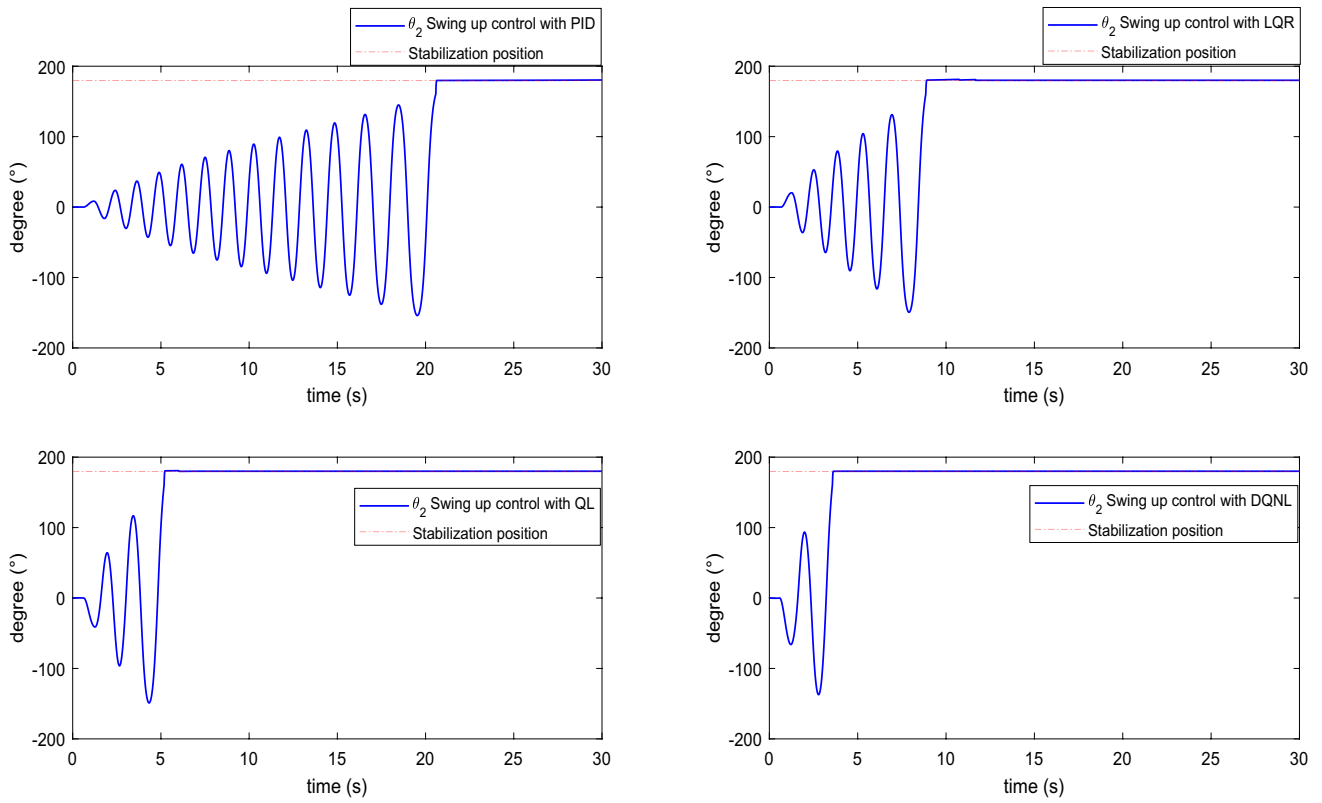 θ2 Swing up control with PID
Stabilization position
200
100
0
-100
-200
degree (°)
0 5 10 15 20 25 30
time (s)
θ2 Swing up control with LQR
Stabilization position
200
100
0
-100
-200
degree (°)
0 5 10 15 20 25 30
time (s)
θ2 Swing up control with QL
Stabilization position
200
100
0
-100
-200
degree (°)
0 5 10 15 20 25 30
time (s)
θ2 Swing up control with DQNL
Stabilization position
200
100
0
-100
-200
degree (°)
0 5 10 15 20 25 30
time (s)